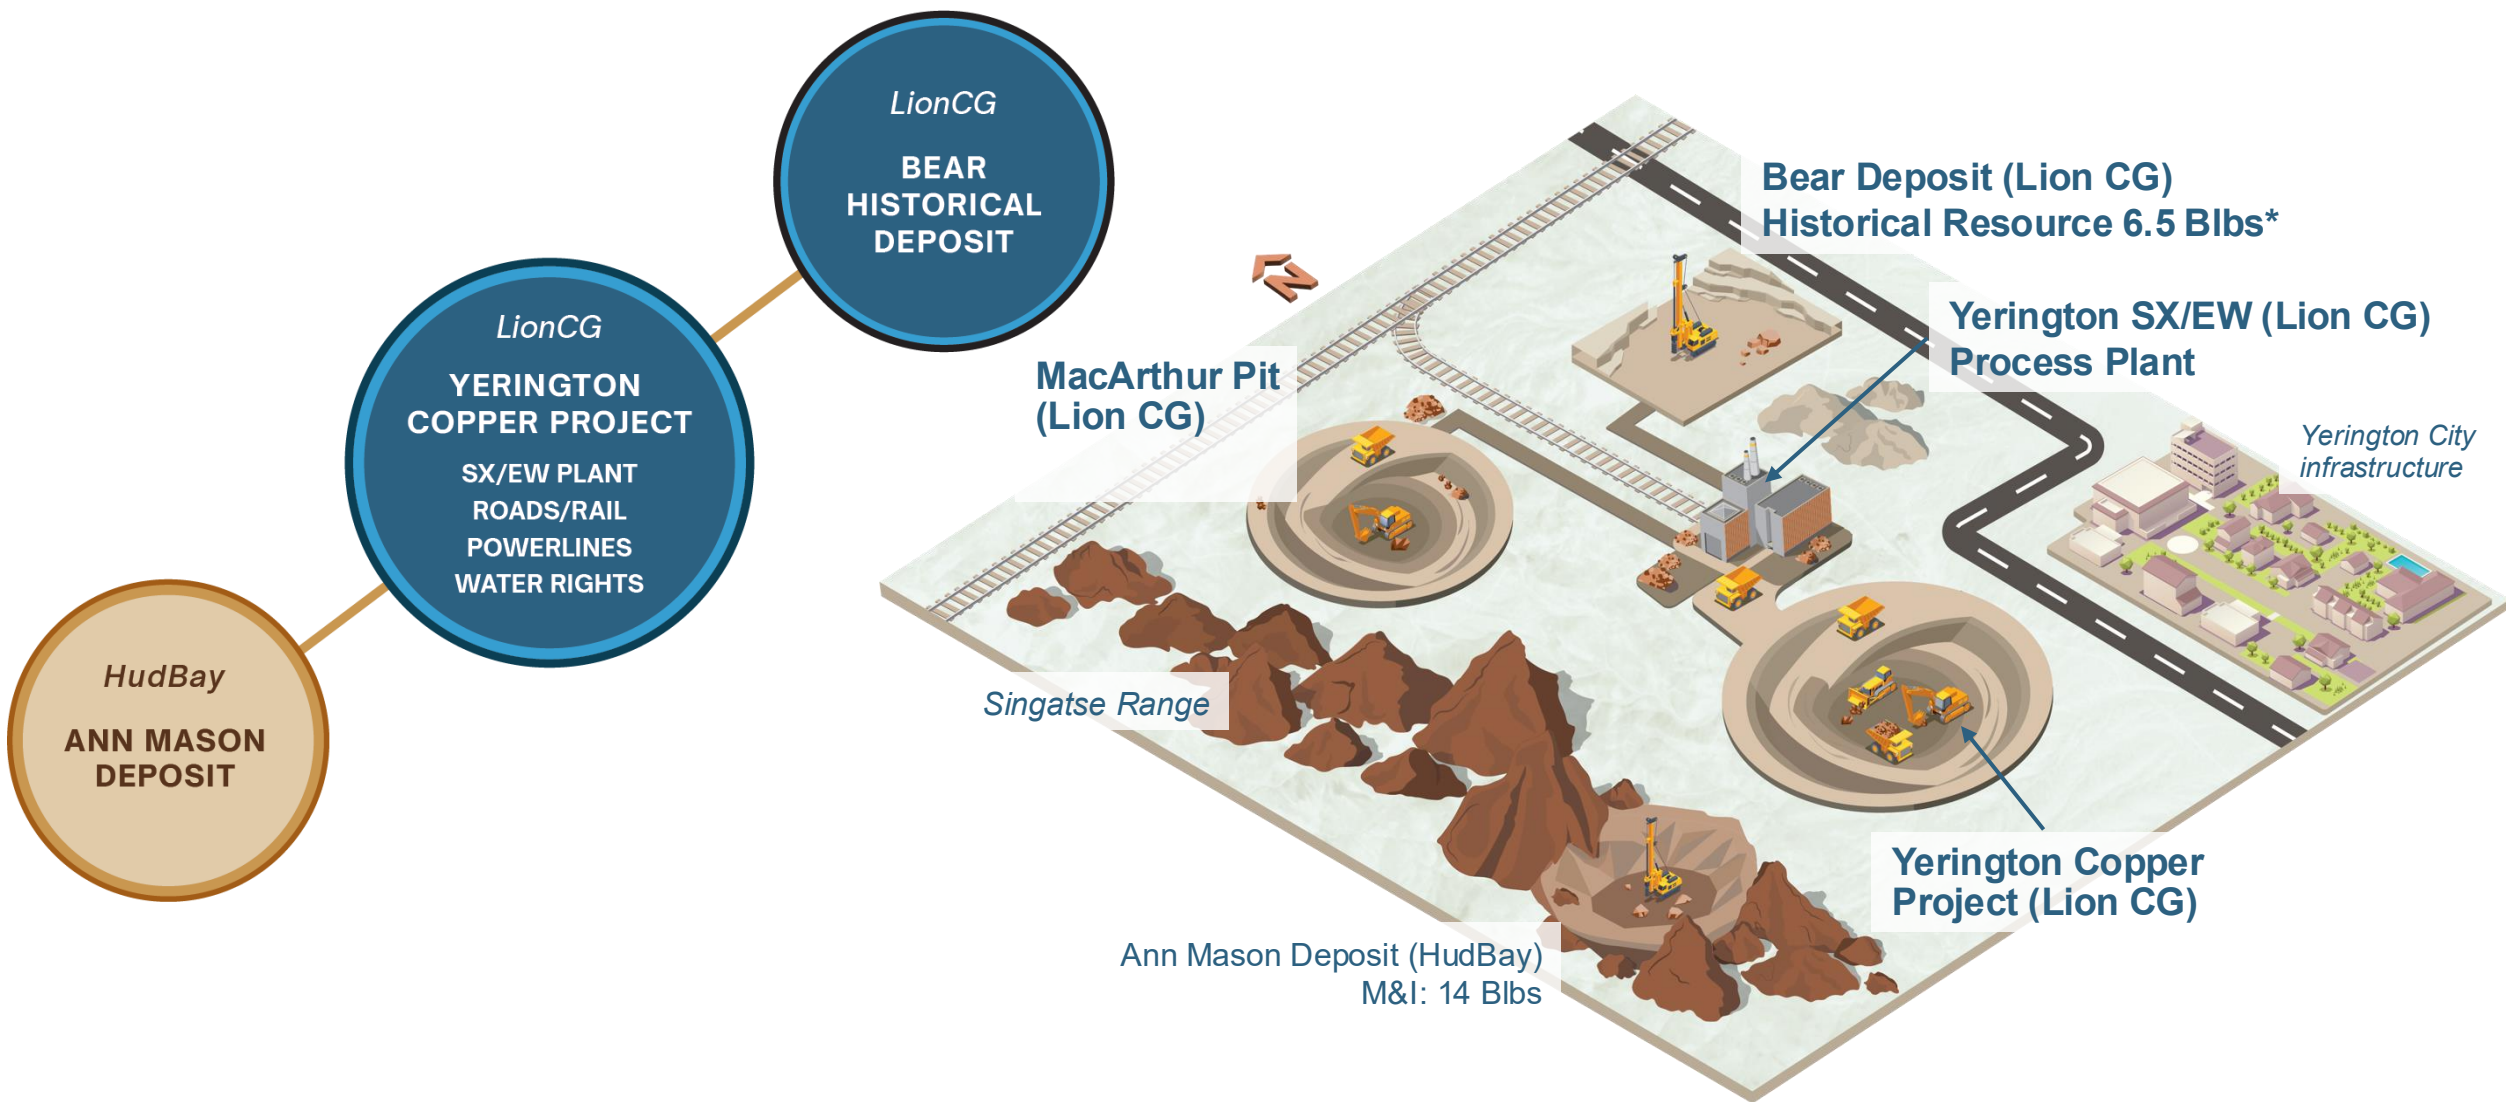 LionCG
BEAR
HISTORICAL
DEPOSIT
LionCG
YERINGTON
COPPER PROJECT
SX/EW PLANT
ROADS/RAIL
POWERLINES
WATER RIGHTS
HudBay
ANN MASON
DEPOSIT
Bear Deposit (Lion CG)
Historical Resource 6.5 Blbs*
N
Yerington SX/EW (Lion CG)
Process Plant
MacArthur Pit
(Lion CG)
Yerington City
infrastructure
Singatse Range
Yerington Copper
Project (Lion CG)
Ann Mason Deposit (HudBay)
M&I: 14 Blbs